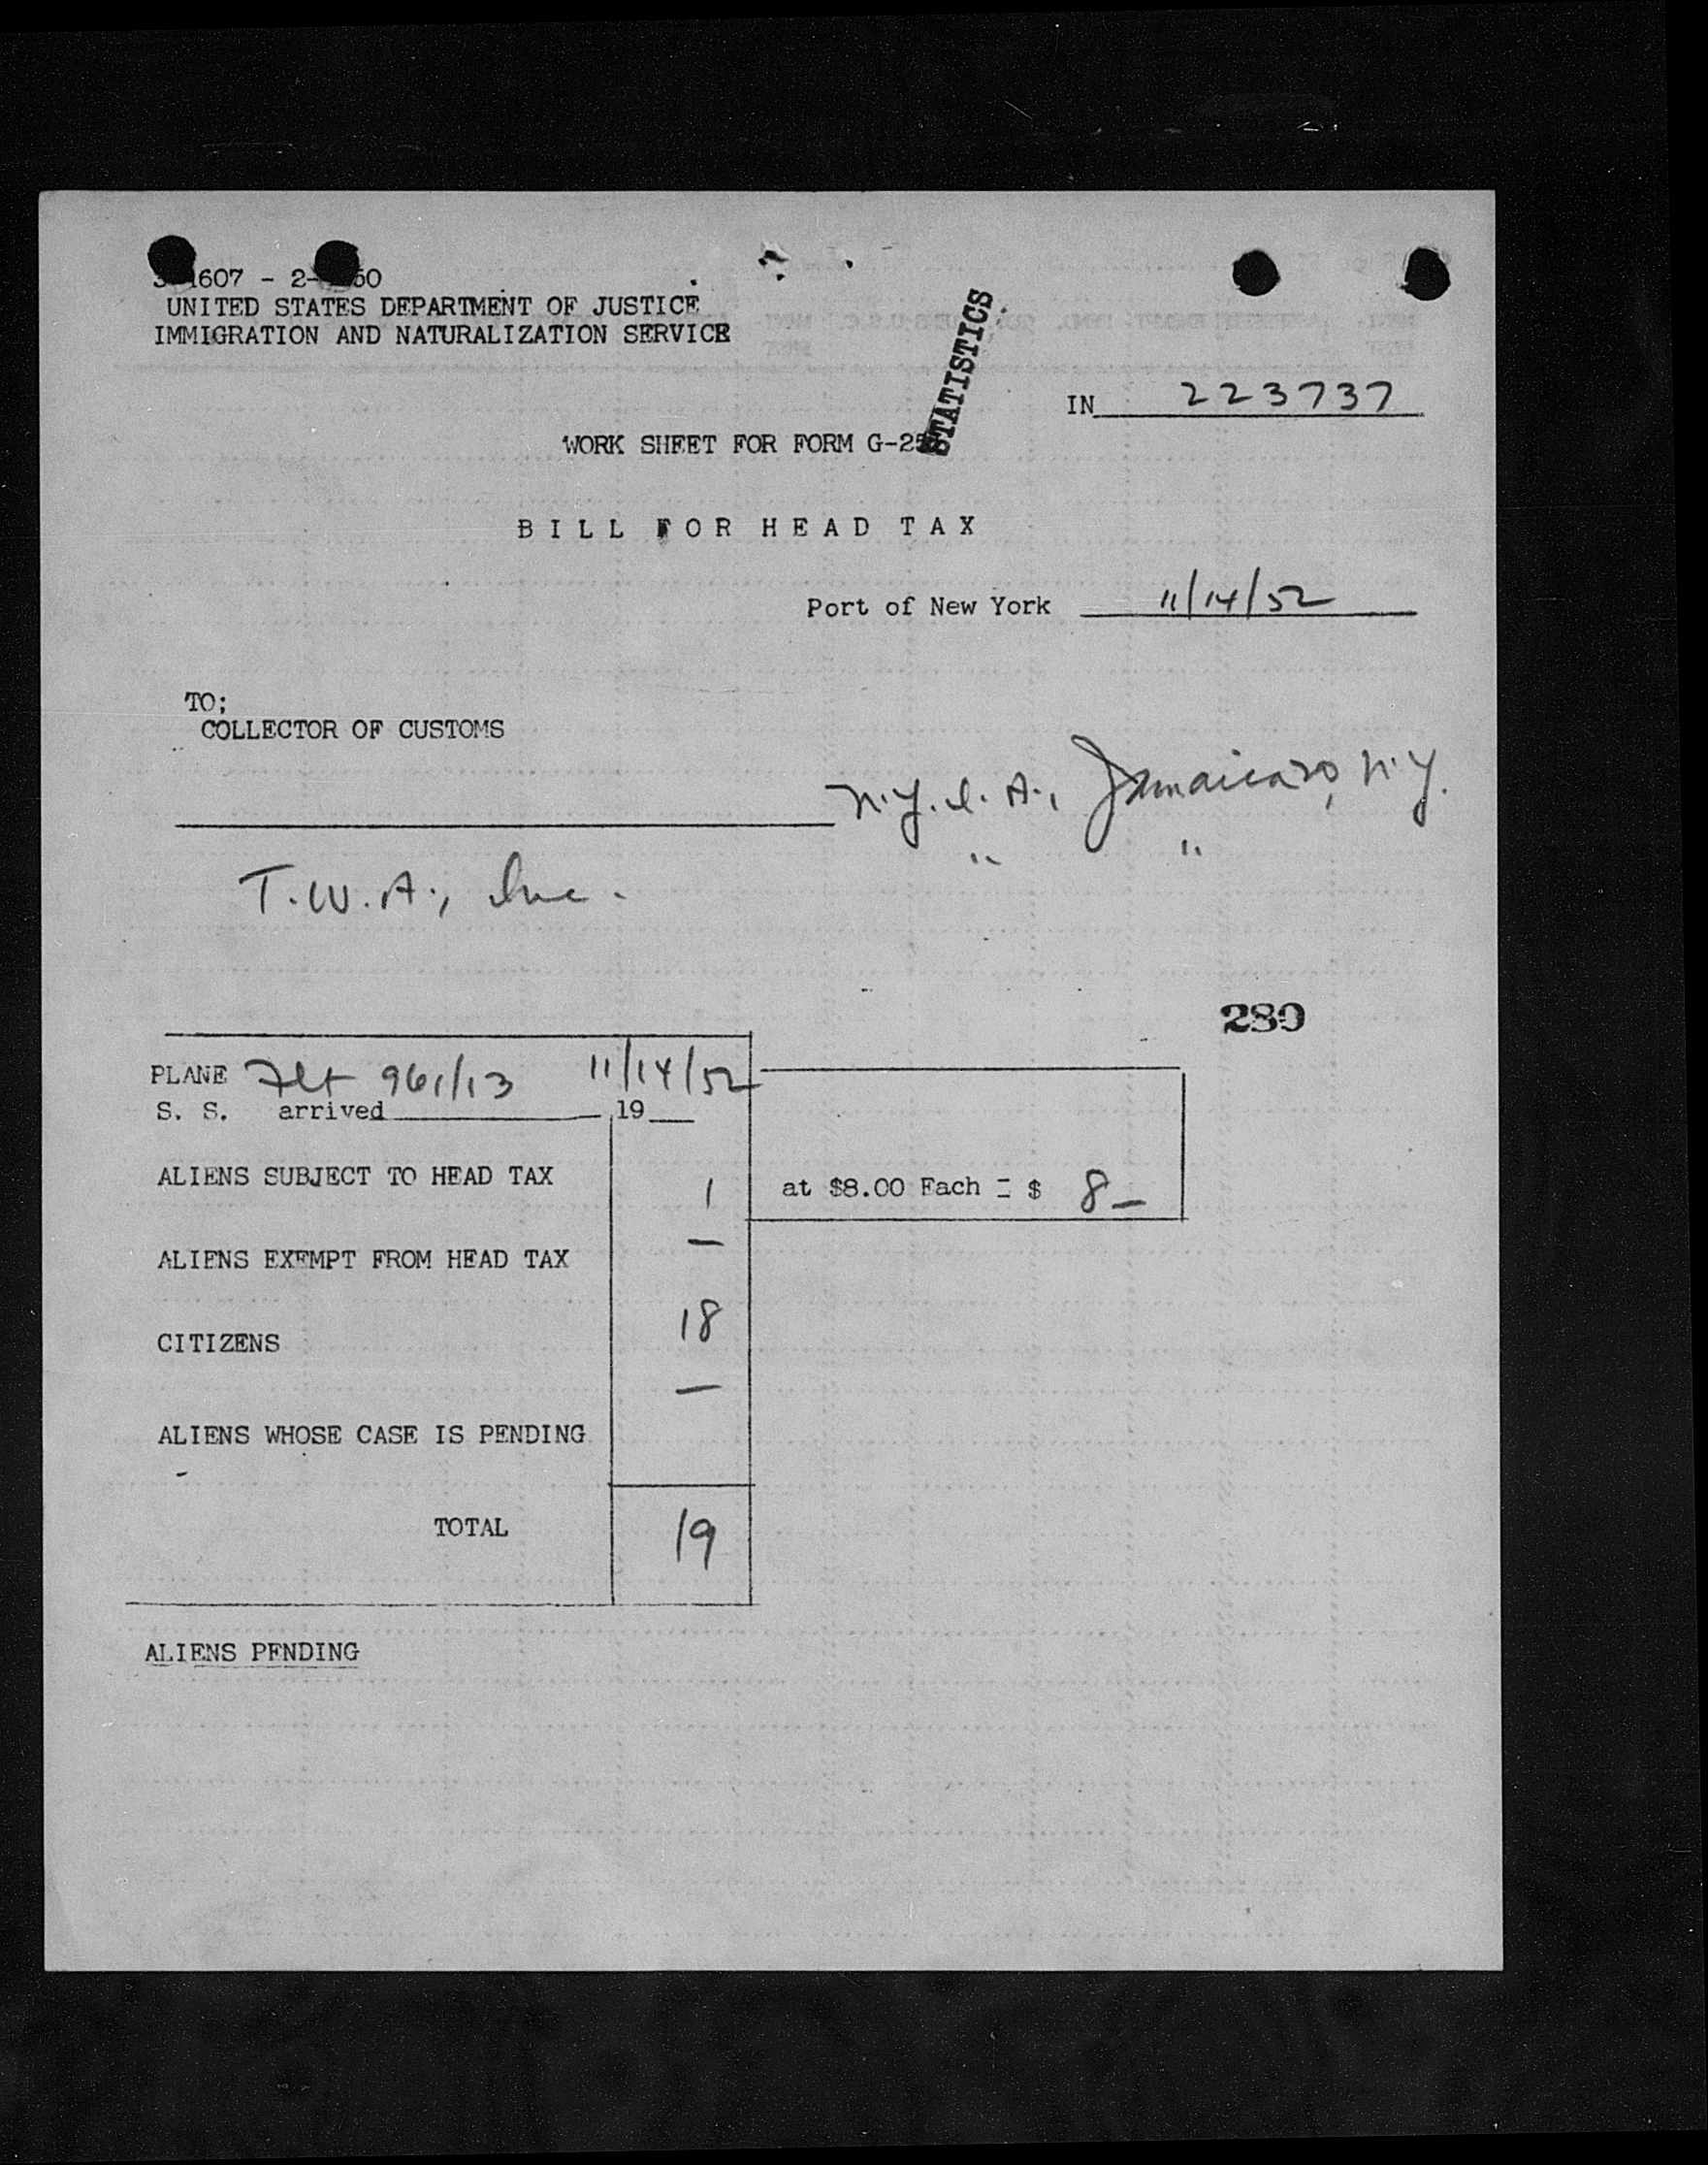 1607 - 2- 50
UNITED STATES DEPARTMENT OF JUSTICE
IMMIGRATION AND NATURALIZATION SERVICE
STATISTICS
IN 223737
WORK SHEET FOR FORM G-25
BILL FOR HEAD TAX
Port of New York 11/14/52
TO;
COLLECTOR OF CUSTOMS
N.Y.I.A., Jamaica 30, N.Y.
" "
T.W.A., Inc.
280
PLANE Flt 961/13 11/14/52
S. S. arrived , 19
ALIENS SUBJECT TO HEAD TAX 1 at $8.00 Each = $ 8 —
ALIENS EXEMPT FROM HEAD TAX —
CITIZENS 18
ALIENS WHOSE CASE IS PENDING —
TOTAL 19
ALIENS PENDING